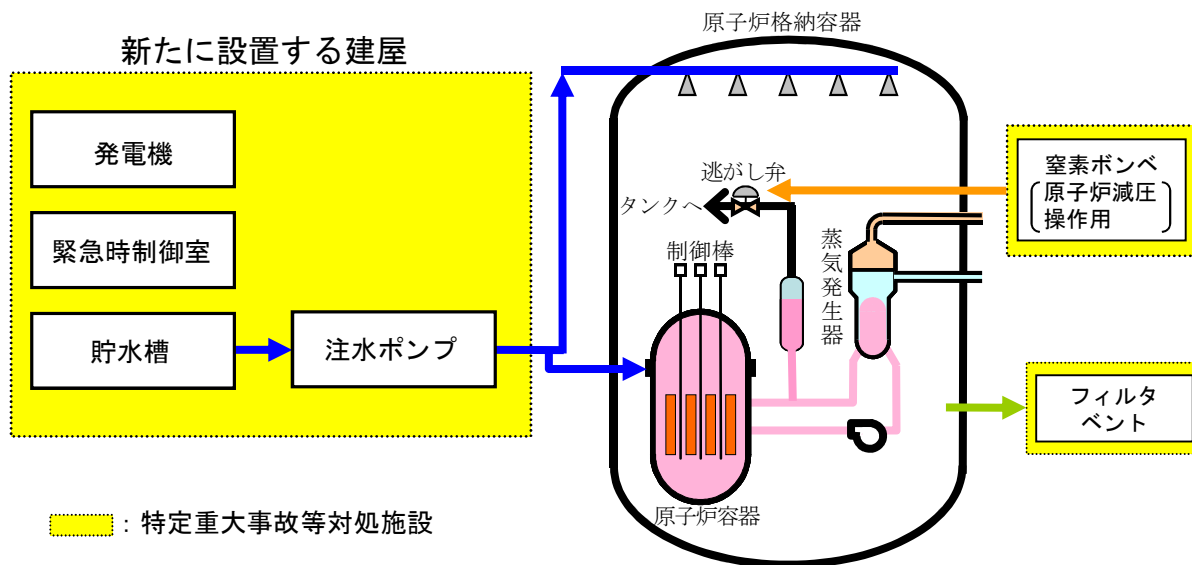 新たに設置する建屋
発電機
緊急時制御室
貯水槽
注水ポンプ
原子炉格納容器
逃がし弁
タンクへ
制御棒
蒸気発生器
原子炉容器
窒素ボンベ
原子炉減圧
操作用
フィルタ
ベント
：特定重大事故等対処施設